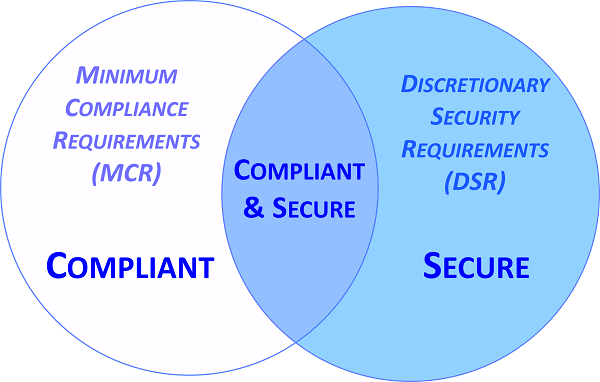 Minimum
Compliance
Requirements
(MCR)
Compliant
Compliant
& Secure
Discretionary
Security
Requirements
(DSR)
Secure